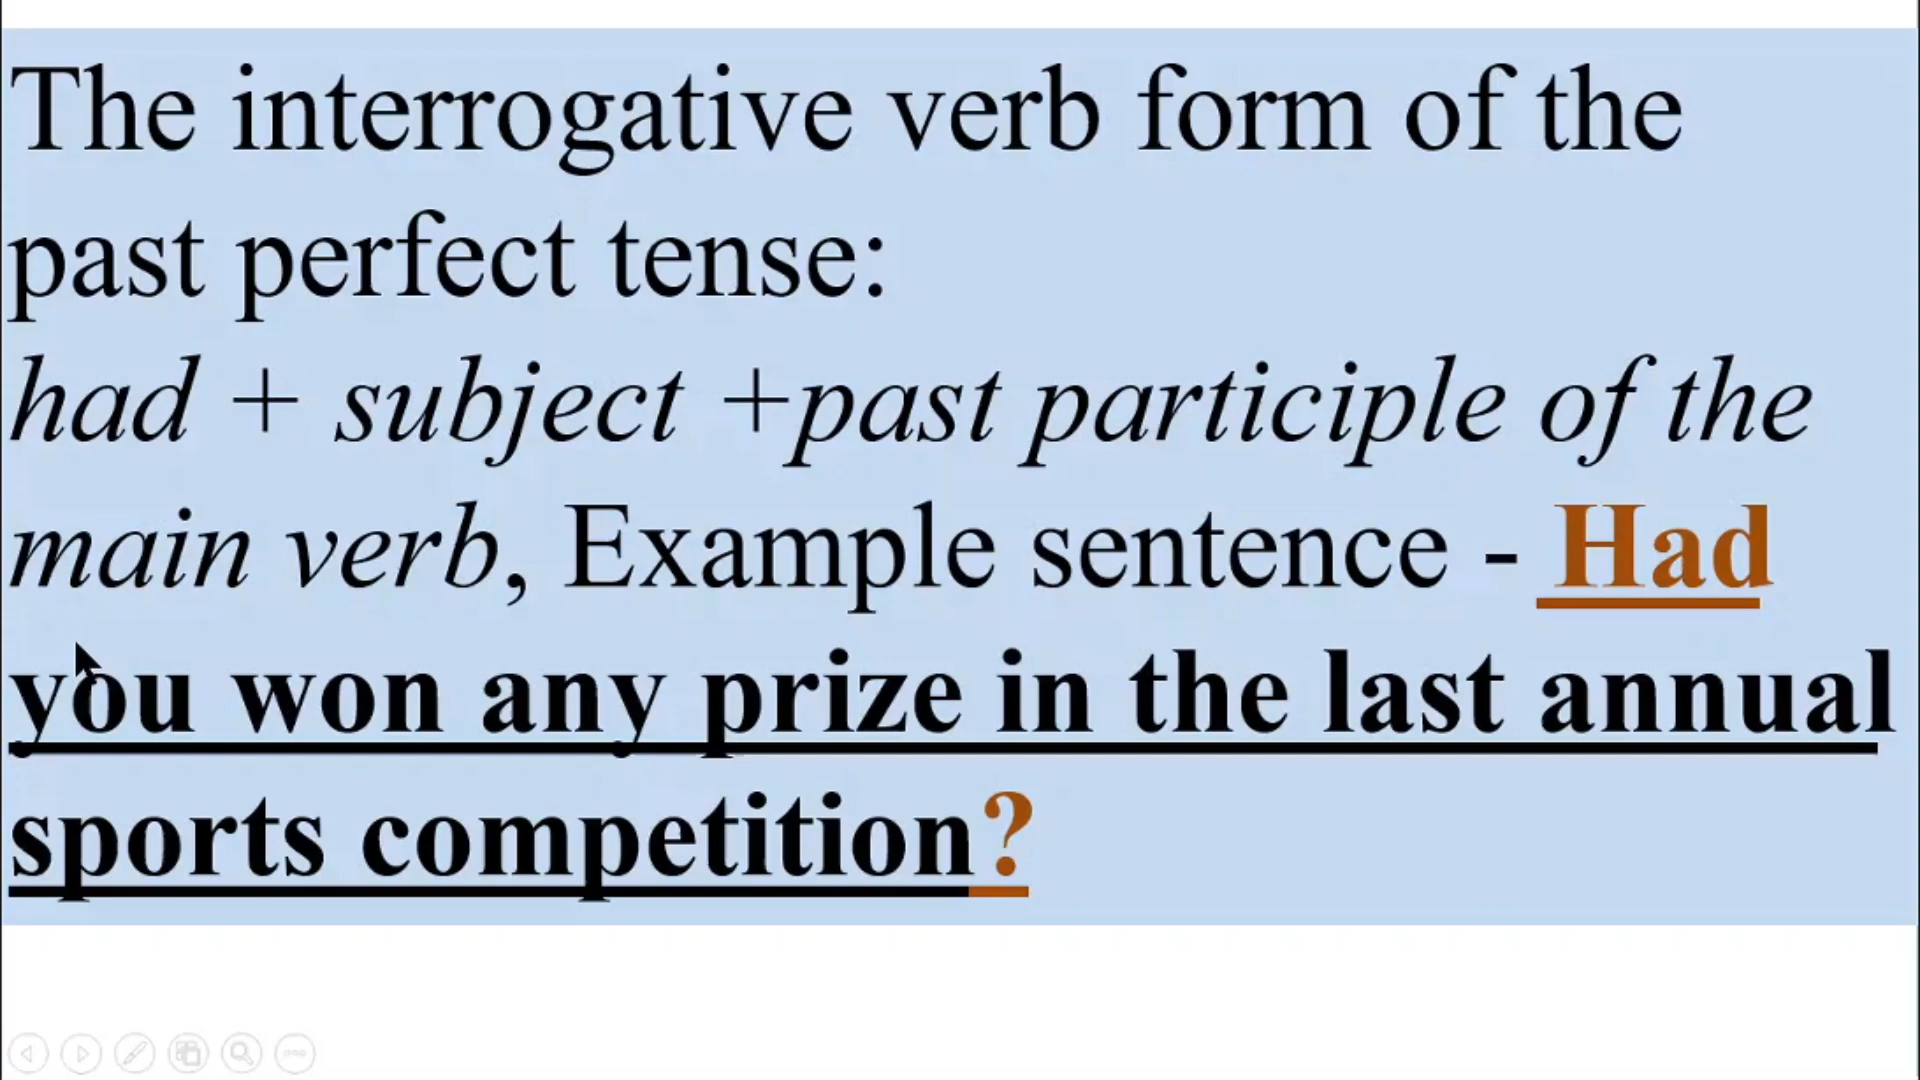 The interrogative verb form of the
past perfect tense:
had + subject +past participle of the
main verb, Example sentence - Had
you won any prize in the last annual
sports competition?